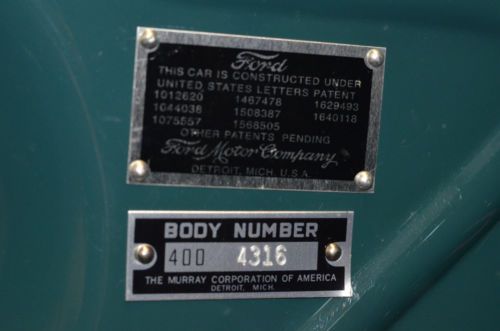 Ford
THIS CAR IS CONSTRUCTED UNDER
UNITED STATES LETTERS PATENT
1012620 1467478 1629493
1044038 1508387 1640118
1075557 1568505
OTHER PATENTS PENDING
Ford Motor Company
DETROIT, MICH. U.S.A.
BODY NUMBER
400 4316
THE MURRAY CORPORATION OF AMERICA
DETROIT, MICH.